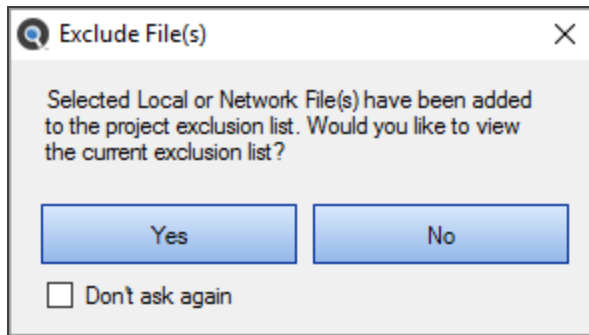 Exclude File(s)
Selected Local or Network File(s) have been added
to the project exclusion list. Would you like to view
the current exclusion list?
Yes
No
Don't ask again